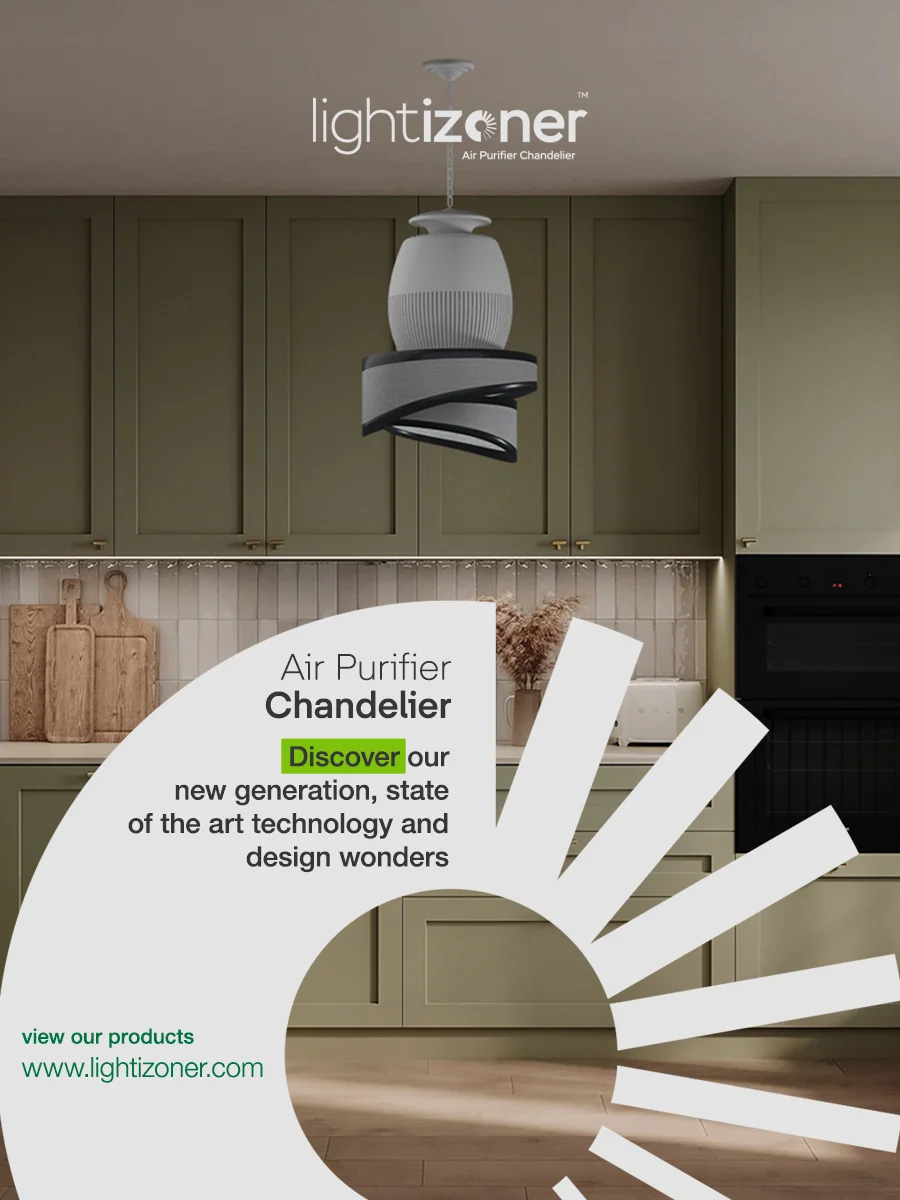 lightizoner™
Air Purifier Chandelier
Air Purifier
Chandelier
Discover our
new generation, state
of the art technology and
design wonders
view our products
www.lightizoner.com